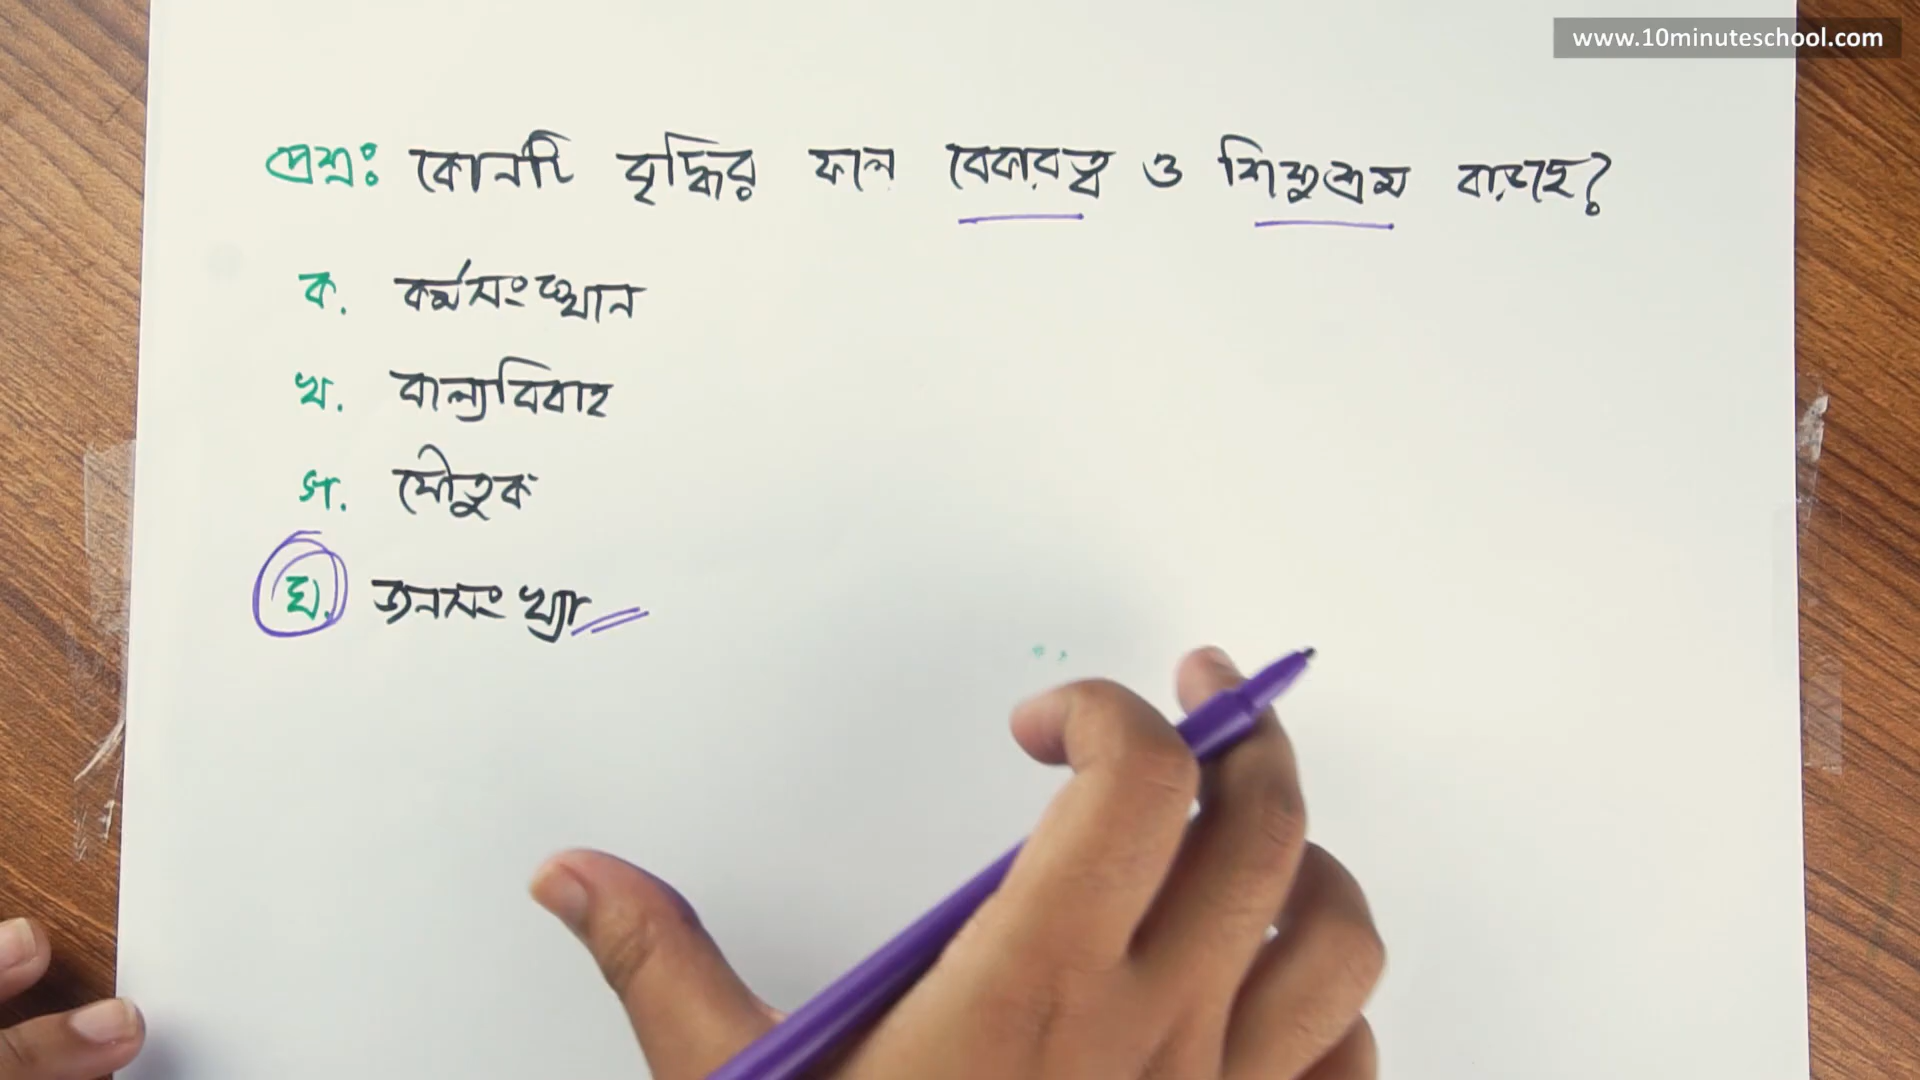 www.10minuteschool.com
প্রশ্ন: কোনটি বৃদ্ধির ফলে বেকারত্ব ও শিশুশ্রম বাড়ছে?
ক. কর্মসংস্থান
খ. বাল্যবিবাহ
গ. যৌতুক
ঘ. জনসংখ্যা